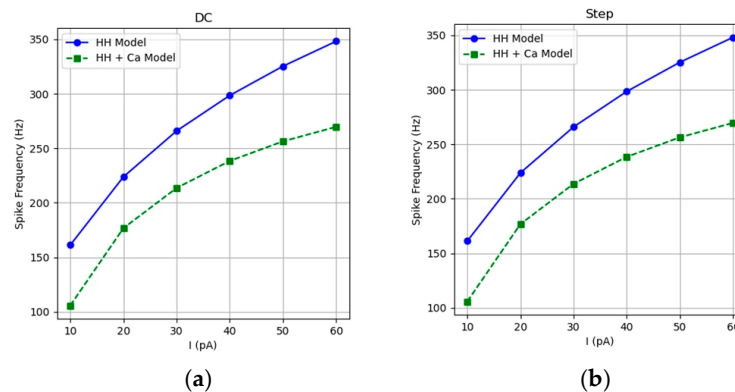 DC
HH Model
HH + Ca Model
350
300
250
200
150
100
Spike Frequency (Hz)
10 20 30 40 50 60
I (pA)
(a)
Step
HH Model
HH + Ca Model
350
300
250
200
150
100
Spike Frequency (Hz)
10 20 30 40 50 60
I (pA)
(b)